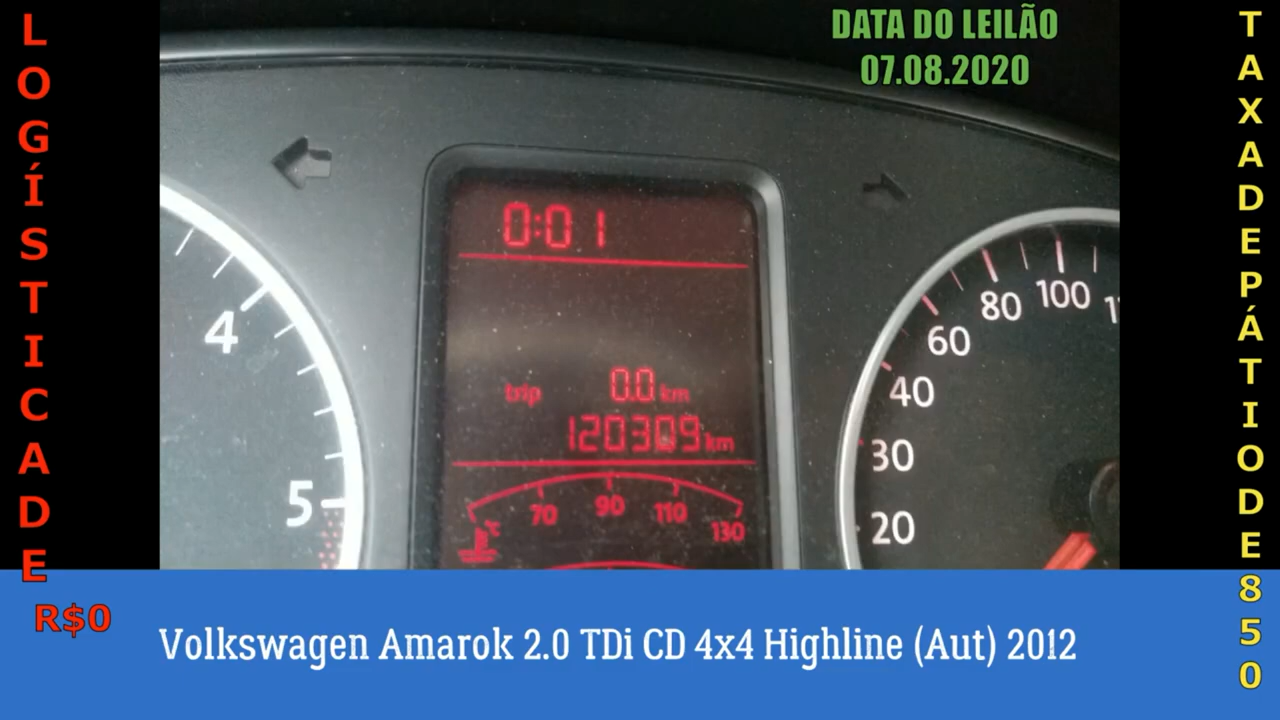 LOGÍSTICA DE
R$0
DATA DO LEILÃO
07.08.2020
TAXA DE PÁTIO DE 850
0:01
trip 0.0 km
120309 km
70 90 110 130
°C
4
5
20
30
40
60
80
100
Volkswagen Amarok 2.0 TDi CD 4x4 Highline (Aut) 2012